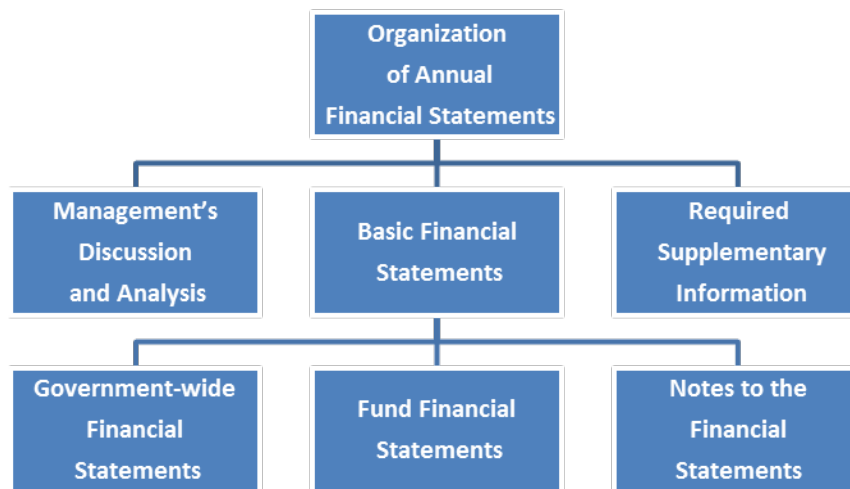 Organization
of Annual
Financial Statements
Management’s
Discussion
and Analysis
Basic Financial
Statements
Required
Supplementary
Information
Government-wide
Financial
Statements
Fund Financial
Statements
Notes to the
Financial
Statements